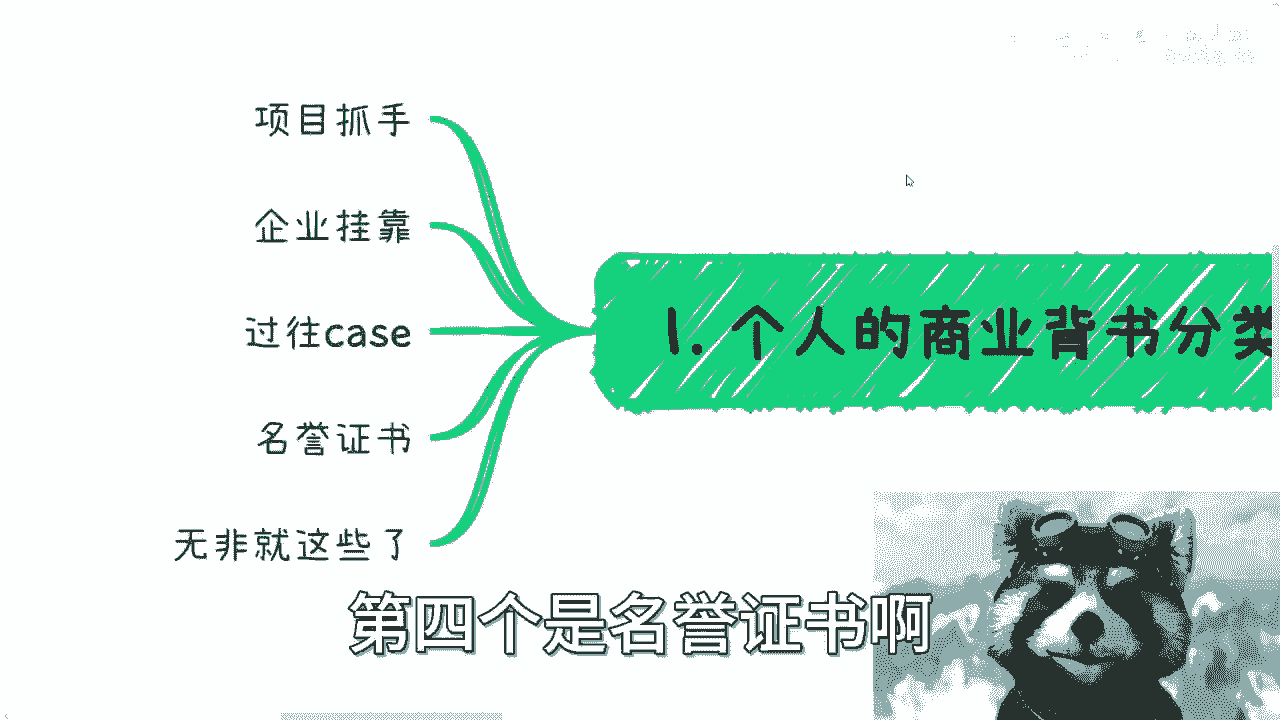 项目抓手
企业挂靠
过往case
名誉证书
无非就这些了
1. 个人的商业背书分类
第四个是名誉证书啊